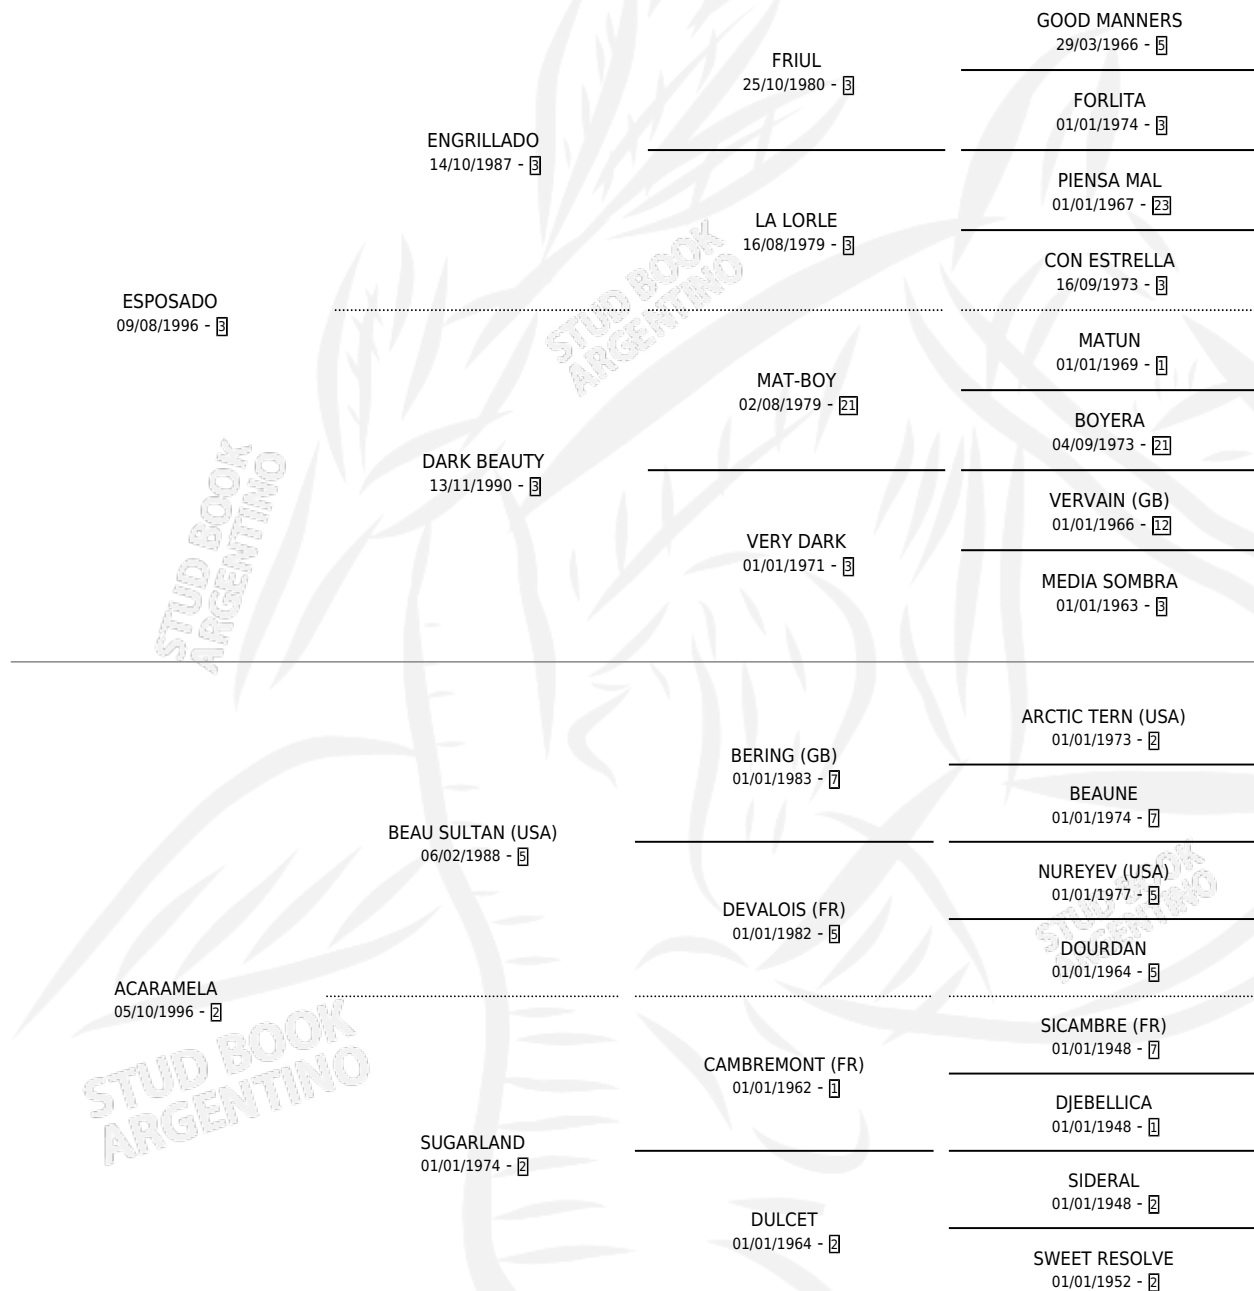 GOOD MANNERS
29/03/1966 - 5
FRIUL
25/10/1980 - 3
FORLITA
01/01/1974 - 3
ENGRILLADO
14/10/1987 - 3
PIENSA MAL
01/01/1967 - 23
LA LORLE
16/08/1979 - 3
CON ESTRELLA
16/09/1973 - 3
ESPOSADO
09/08/1996 - 3
MATUN
01/01/1969 - 1
MAT-BOY
02/08/1979 - 21
BOYERA
04/09/1973 - 21
DARK BEAUTY
13/11/1990 - 3
VERVAIN (GB)
01/01/1966 - 12
VERY DARK
01/01/1971 - 3
MEDIA SOMBRA
01/01/1963 - 3
STUD BOOK
ARGENTINO
STUD BOOK
ARGENTINO
ARCTIC TERN (USA)
01/01/1973 - 2
BERING (GB)
01/01/1983 - 7
BEAUNE
01/01/1974 - 7
BEAU SULTAN (USA)
06/02/1988 - 5
NUREYEV (USA)
01/01/1977 - 5
DEVALOIS (FR)
01/01/1982 - 5
DOURDAN
01/01/1964 - 5
ACARAMELA
05/10/1996 - 2
SICAMBRE (FR)
01/01/1948 - 7
CAMBREMONT (FR)
01/01/1962 - 1
DJEBELLICA
01/01/1948 - 1
SUGARLAND
01/01/1974 - 2
SIDERAL
01/01/1948 - 2
DULCET
01/01/1964 - 2
SWEET RESOLVE
01/01/1952 - 2
STUD BOOK
ARGENTINO
STUD BOOK
ARGENTINO